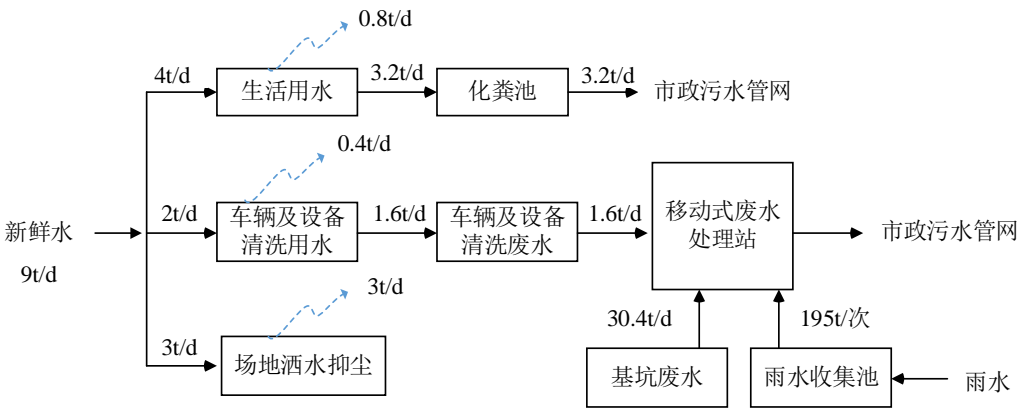 0.8t/d
4t/d
生活用水
3.2t/d
化粪池
3.2t/d
市政污水管网
0.4t/d
新鲜水
9t/d
2t/d
车辆及设备
清洗用水
1.6t/d
车辆及设备
清洗废水
1.6t/d
移动式废水
处理站
市政污水管网
3t/d
3t/d
场地洒水抑尘
30.4t/d
195t/次
基坑废水
雨水收集池
雨水